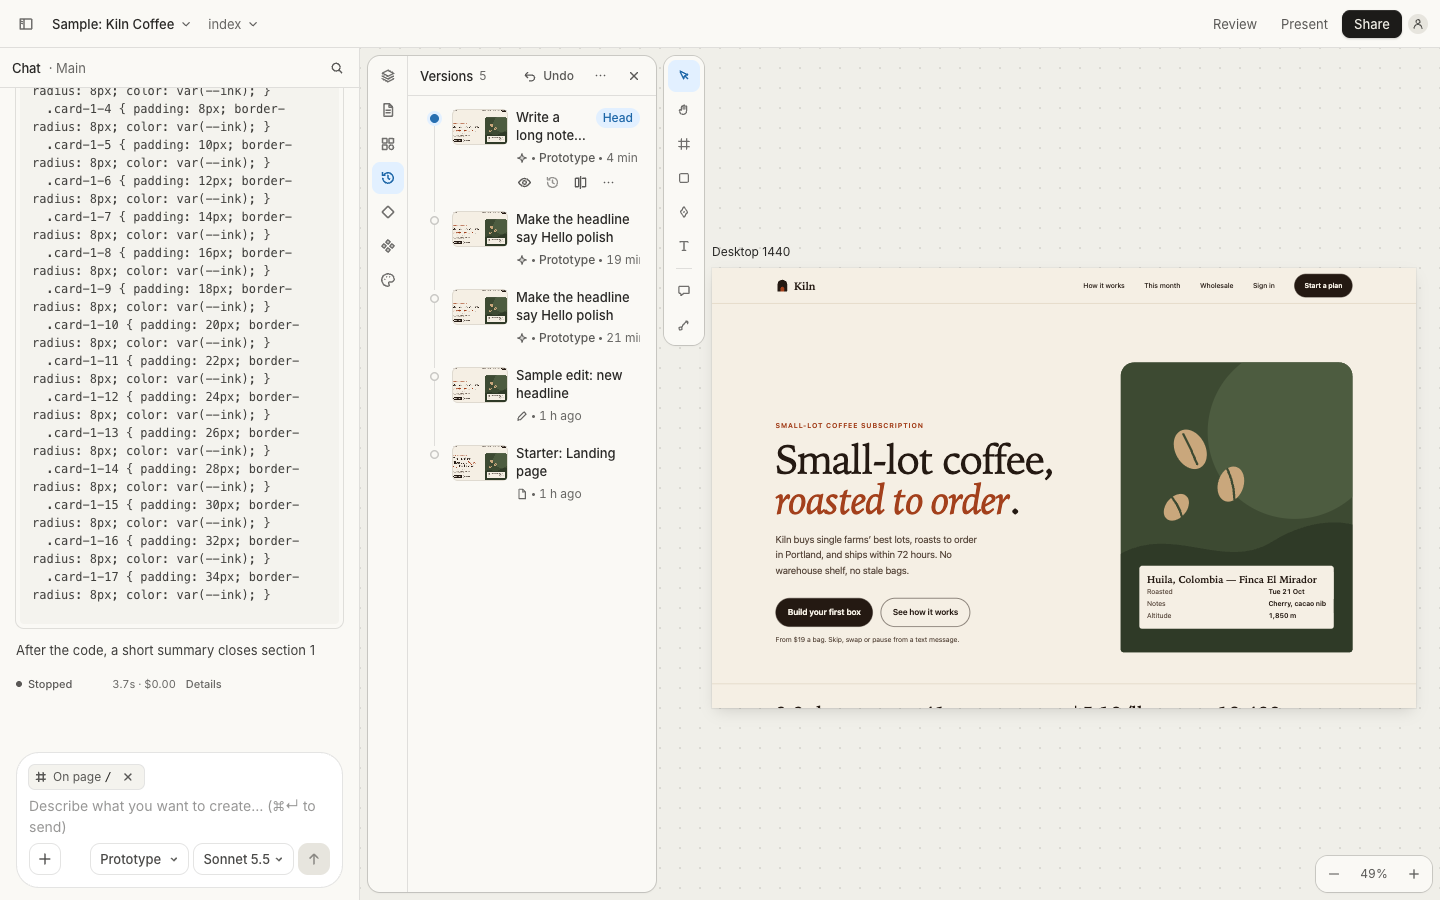 Sample: Kiln Coffee
index
Review
Present
Share
Chat · Main
radius: 8px; color: var(--ink); }
.card-1-4 { padding: 8px; border-
radius: 8px; color: var(--ink); }
.card-1-5 { padding: 10px; border-
radius: 8px; color: var(--ink); }
.card-1-6 { padding: 12px; border-
radius: 8px; color: var(--ink); }
.card-1-7 { padding: 14px; border-
radius: 8px; color: var(--ink); }
.card-1-8 { padding: 16px; border-
radius: 8px; color: var(--ink); }
.card-1-9 { padding: 18px; border-
radius: 8px; color: var(--ink); }
.card-1-10 { padding: 20px; border-
radius: 8px; color: var(--ink); }
.card-1-11 { padding: 22px; border-
radius: 8px; color: var(--ink); }
.card-1-12 { padding: 24px; border-
radius: 8px; color: var(--ink); }
.card-1-13 { padding: 26px; border-
radius: 8px; color: var(--ink); }
.card-1-14 { padding: 28px; border-
radius: 8px; color: var(--ink); }
.card-1-15 { padding: 30px; border-
radius: 8px; color: var(--ink); }
.card-1-16 { padding: 32px; border-
radius: 8px; color: var(--ink); }
.card-1-17 { padding: 34px; border-
radius: 8px; color: var(--ink); }
After the code, a short summary closes section 1
Stopped 3.7s · $0.00 Details
On page /
Describe what you want to create... (⌘↵ to
send)
Prototype
Sonnet 5.5
Versions 5
Undo
Write a
long note...
Head
• Prototype • 4 min
Make the headline
say Hello polish
• Prototype • 19 min
Make the headline
say Hello polish
• Prototype • 21 min
Sample edit: new
headline
• 1 h ago
Starter: Landing
page
• 1 h ago
Desktop 1440
Kiln
How it works
This month
Wholesale
Sign in
Start a plan
SMALL-LOT COFFEE SUBSCRIPTION
Small-lot coffee,
roasted to order.
Kiln buys single farms' best lots, roasts to order
in Portland, and ships within 72 hours. No
warehouse shelf, no stale bags.
Build your first box
See how it works
From $19 a bag. Skip, swap or pause from a text message.
Huila, Colombia — Finca El Mirador
Roasted Tue 21 Oct
Notes Cherry, cacao nib
Altitude 1,850 m
49%